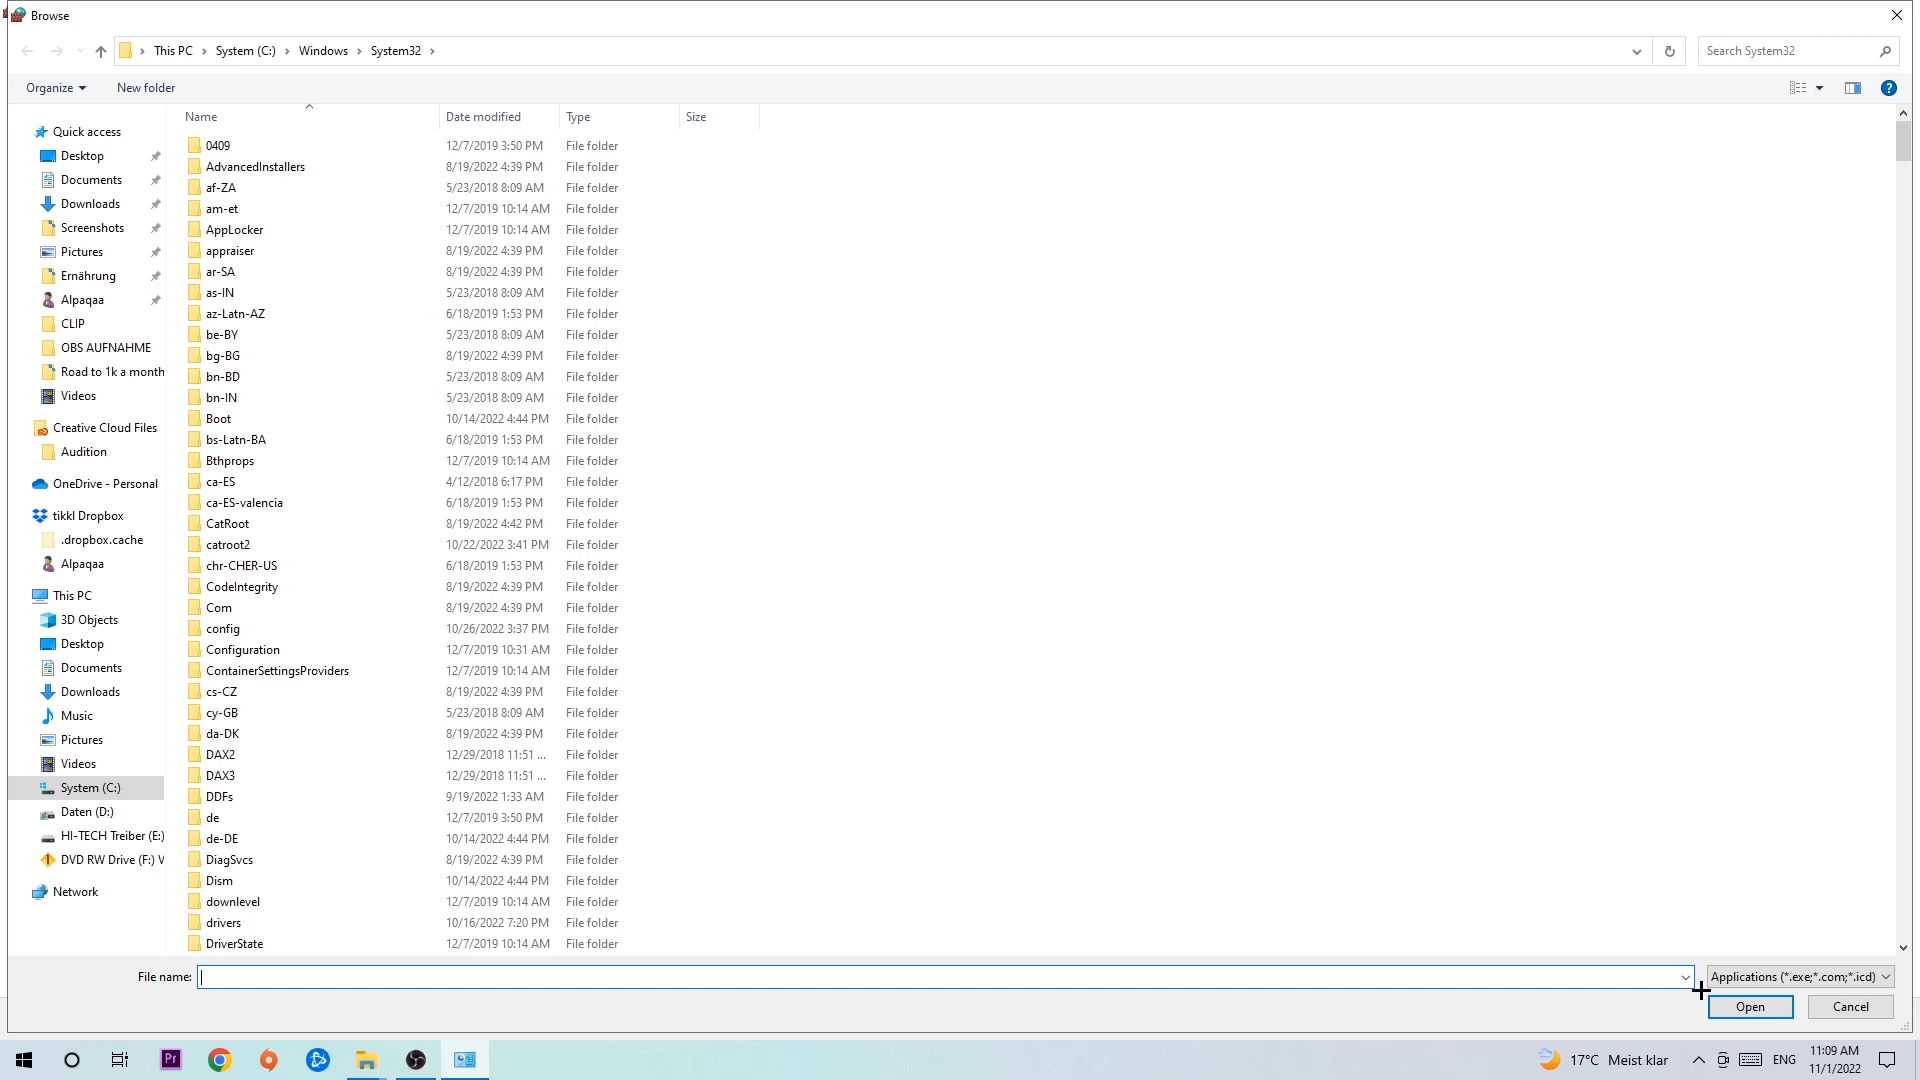 Browse
This PC System (C:) Windows System32
Search System32
Organize New folder
Name Date modified Type Size
Quick access
Desktop
Documents
Downloads
Screenshots
Pictures
Ernährung
Alpaqaa
CLIP
OBS AUFNAHME
Road to 1k a month
Videos
Creative Cloud Files
Audition
OneDrive - Personal
tikkl Dropbox
.dropbox.cache
Alpaqaa
This PC
3D Objects
Desktop
Documents
Downloads
Music
Pictures
Videos
System (C:)
Daten (D:)
HI-TECH Treiber (E:)
DVD RW Drive (F:) V
Network
0409 12/7/2019 3:50 PM File folder
AdvancedInstallers 8/19/2022 4:39 PM File folder
af-ZA 5/23/2018 8:09 AM File folder
am-et 12/7/2019 10:14 AM File folder
AppLocker 12/7/2019 10:14 AM File folder
appraiser 8/19/2022 4:39 PM File folder
ar-SA 8/19/2022 4:39 PM File folder
as-IN 5/23/2018 8:09 AM File folder
az-Latn-AZ 6/18/2019 1:53 PM File folder
be-BY 5/23/2018 8:09 AM File folder
bg-BG 8/19/2022 4:39 PM File folder
bn-BD 5/23/2018 8:09 AM File folder
bn-IN 5/23/2018 8:09 AM File folder
Boot 10/14/2022 4:44 PM File folder
bs-Latn-BA 6/18/2019 1:53 PM File folder
Bthprops 12/7/2019 10:14 AM File folder
ca-ES 4/12/2018 6:17 PM File folder
ca-ES-valencia 6/18/2019 1:53 PM File folder
CatRoot 8/19/2022 4:42 PM File folder
catroot2 10/22/2022 3:41 PM File folder
chr-CHER-US 6/18/2019 1:53 PM File folder
CodeIntegrity 8/19/2022 4:39 PM File folder
Com 8/19/2022 4:39 PM File folder
config 10/26/2022 3:37 PM File folder
Configuration 12/7/2019 10:31 AM File folder
ContainerSettingsProviders 12/7/2019 10:14 AM File folder
cs-CZ 8/19/2022 4:39 PM File folder
cy-GB 5/23/2018 8:09 AM File folder
da-DK 8/19/2022 4:39 PM File folder
DAX2 12/29/2018 11:51 ... File folder
DAX3 12/29/2018 11:51 ... File folder
DDFs 9/19/2022 1:33 AM File folder
de 12/7/2019 3:50 PM File folder
de-DE 10/14/2022 4:44 PM File folder
DiagSvcs 8/19/2022 4:39 PM File folder
Dism 10/14/2022 4:44 PM File folder
downlevel 12/7/2019 10:14 AM File folder
drivers 10/16/2022 7:20 PM File folder
DriverState 12/7/2019 10:14 AM File folder
File name: Applications (*.exe;*.com;*.icd)
Open Cancel
Pr 17°C Meist klar ENG 11:09 AM
11/1/2022